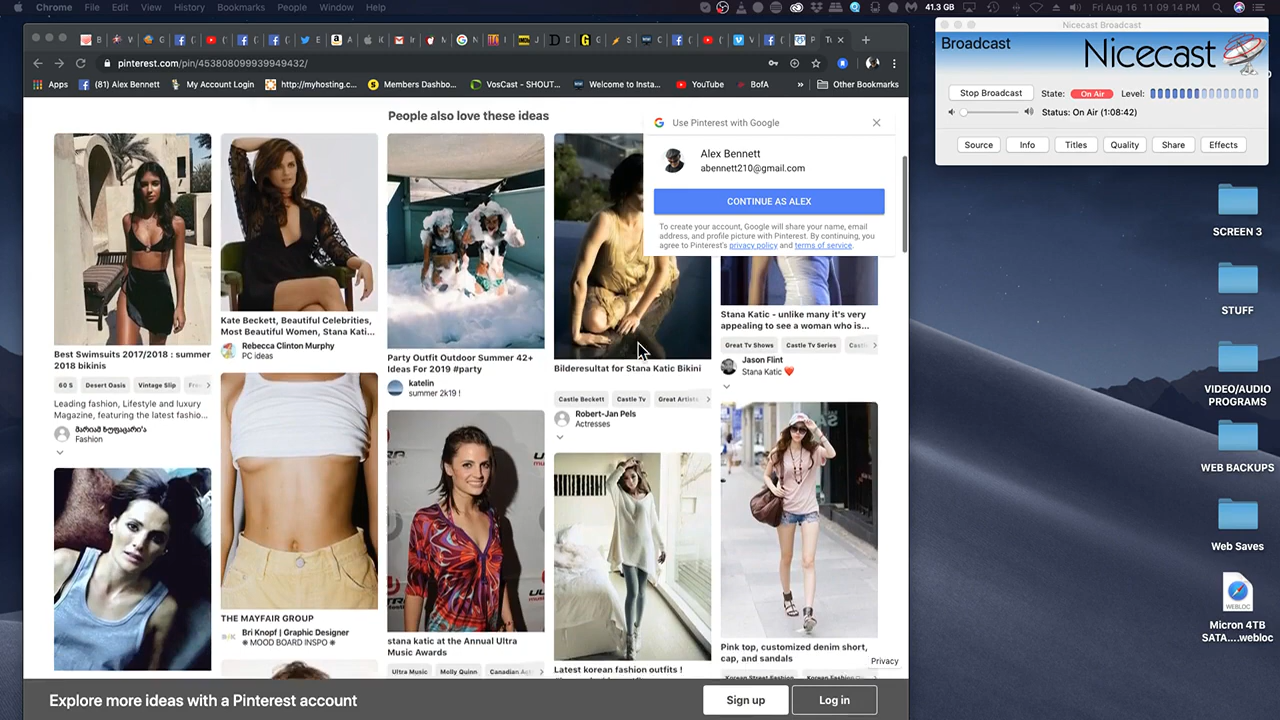 Chrome File Edit View History Bookmarks People Window Help
41.3 GB Fri Aug 16 11:09:14 PM
pinterest.com/pin/453808099939949432/
Apps (81) Alex Bennett My Account Login http://myhosting.c... Members Dashbo... VosCast - SHOUT... Welcome to Insta... YouTube BofA » Other Bookmarks
People also love these ideas
Use Pinterest with Google
Alex Bennett
abennett210@gmail.com
CONTINUE AS ALEX
To create your account, Google will share your name, email
address, and profile picture with Pinterest. By continuing, you
agree to Pinterest's privacy policy and terms of service.
Best Swimsuits 2017/2018 : summer
2018 bikinis
60 S Desert Oasis Vintage Slip
Leading fashion, Lifestyle and luxury
Magazine, featuring the latest fashio...
Fashion
Kate Beckett, Beautiful Celebrities,
Most Beautiful Women, Stana Kati...
Rebecca Clinton Murphy
PC ideas
THE MAYFAIR GROUP
Bri Knopf | Graphic Designer
✷ MOOD BOARD INSPO ✷
Party Outfit Outdoor Summer 42+
Ideas For 2019 #party
katelin
summer 2k19 !
stana katic at the Annual Ultra
Music Awards
Ultra Music Molly Quinn Canadian Act
Bilderesultat for Stana Katic Bikini
Castle Beckett Castle Tv Great Artists
Robert-Jan Pels
Actresses
Latest korean fashion outfits !
Stana Katic - unlike many it's very
appealing to see a woman who is...
Great Tv Shows Castle Tv Series Castl
Jason Flint
Stana Katic ❤️
Pink top, customized denim short,
cap, and sandals
Privacy
Explore more ideas with a Pinterest account
Sign up Log in
Nicecast Broadcast
Broadcast
Nicecast
Stop Broadcast State: On Air Level:
Status: On Air (1:08:42)
Source Info Titles Quality Share Effects
SCREEN 3
STUFF
VIDEO/AUDIO
PROGRAMS
WEB BACKUPS
Web Saves
WEBLOC
Micron 4TB
SATA....webloc